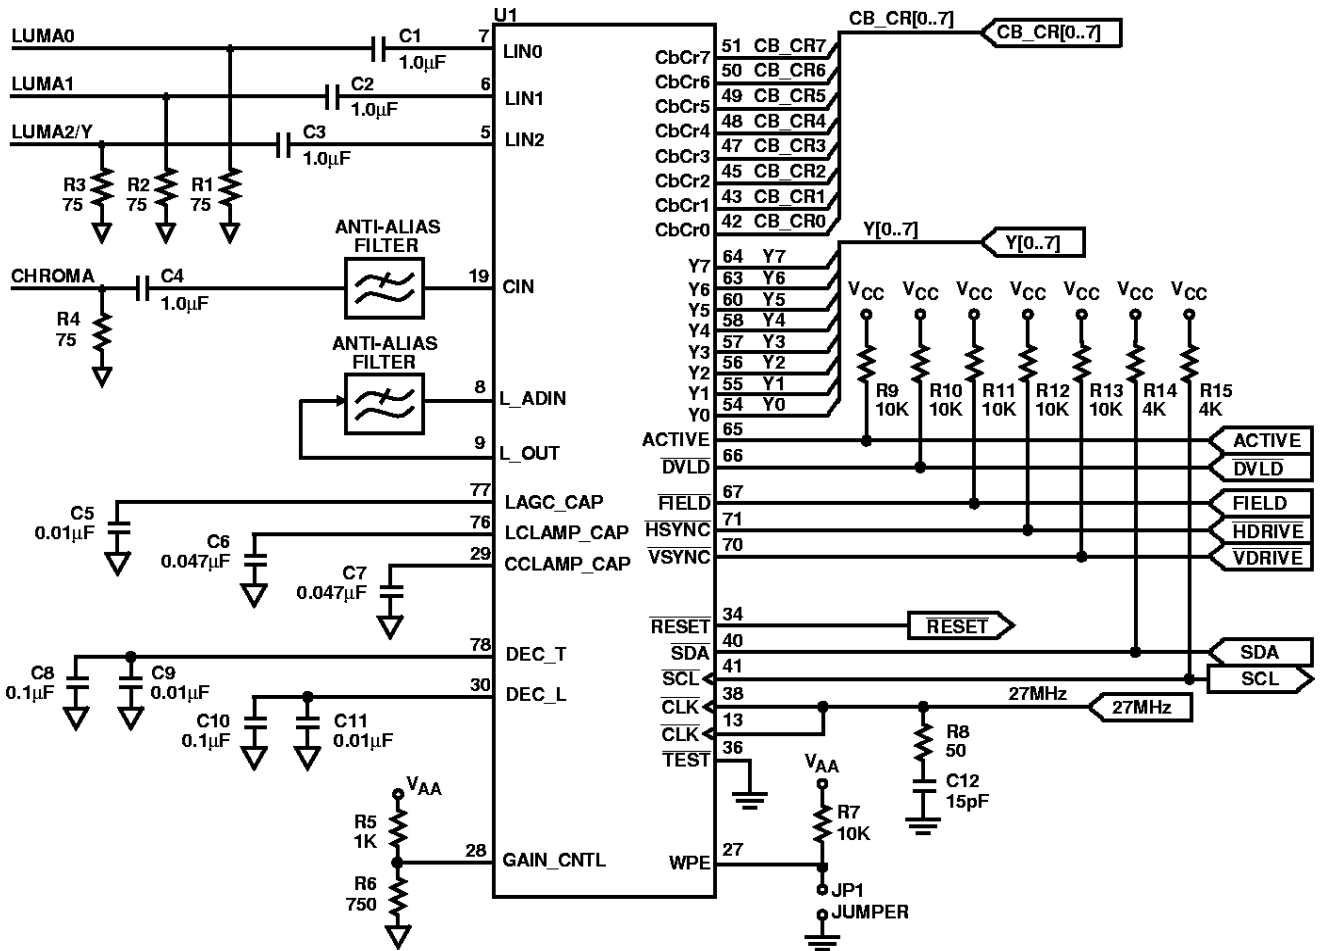 U1
LUMA0
C1
1.0µF
7
LIN0
LUMA1
C2
1.0µF
6
LIN1
LUMA2/Y
C3
1.0µF
5
LIN2
R3
75
R2
75
R1
75
ANTI-ALIAS
FILTER
CHROMA
C4
1.0µF
19
CIN
R4
75
ANTI-ALIAS
FILTER
8
L_ADIN
9
L_OUT
77
LAGC_CAP
C5
0.01µF
76
LCLAMP_CAP
C6
0.047µF
29
CCLAMP_CAP
C7
0.047µF
78
DEC_T
C8
0.1µF
C9
0.01µF
30
DEC_L
C10
0.1µF
C11
0.01µF
VAA
R5
1K
28
GAIN_CNTL
R6
750
CB_CR[0..7]
CB_CR[0..7]
CbCr7
51
CB_CR7
CbCr6
50
CB_CR6
CbCr5
49
CB_CR5
CbCr4
48
CB_CR4
CbCr3
47
CB_CR3
CbCr2
45
CB_CR2
CbCr1
43
CB_CR1
CbCr0
42
CB_CR0
Y[0..7]
Y[0..7]
Y7
64
Y7
Y6
63
Y6
Y5
60
Y5
Y4
58
Y4
Y3
57
Y3
Y2
56
Y2
Y1
55
Y1
Y0
54
Y0
VCC
VCC
VCC
VCC
VCC
VCC
VCC
R9
10K
R10
10K
R11
10K
R12
10K
R13
10K
R14
4K
R15
4K
ACTIVE
65
ACTIVE
DVLD
66
DVLD
FIELD
67
FIELD
HSYNC
71
HDRIVE
VSYNC
70
VDRIVE
RESET
34
RESET
SDA
40
SDA
SCL
41
SCL
CLK
38
27MHz
27MHz
CLK
13
TEST
36
R8
50
C12
15pF
VAA
R7
10K
WPE
27
JP1
JUMPER